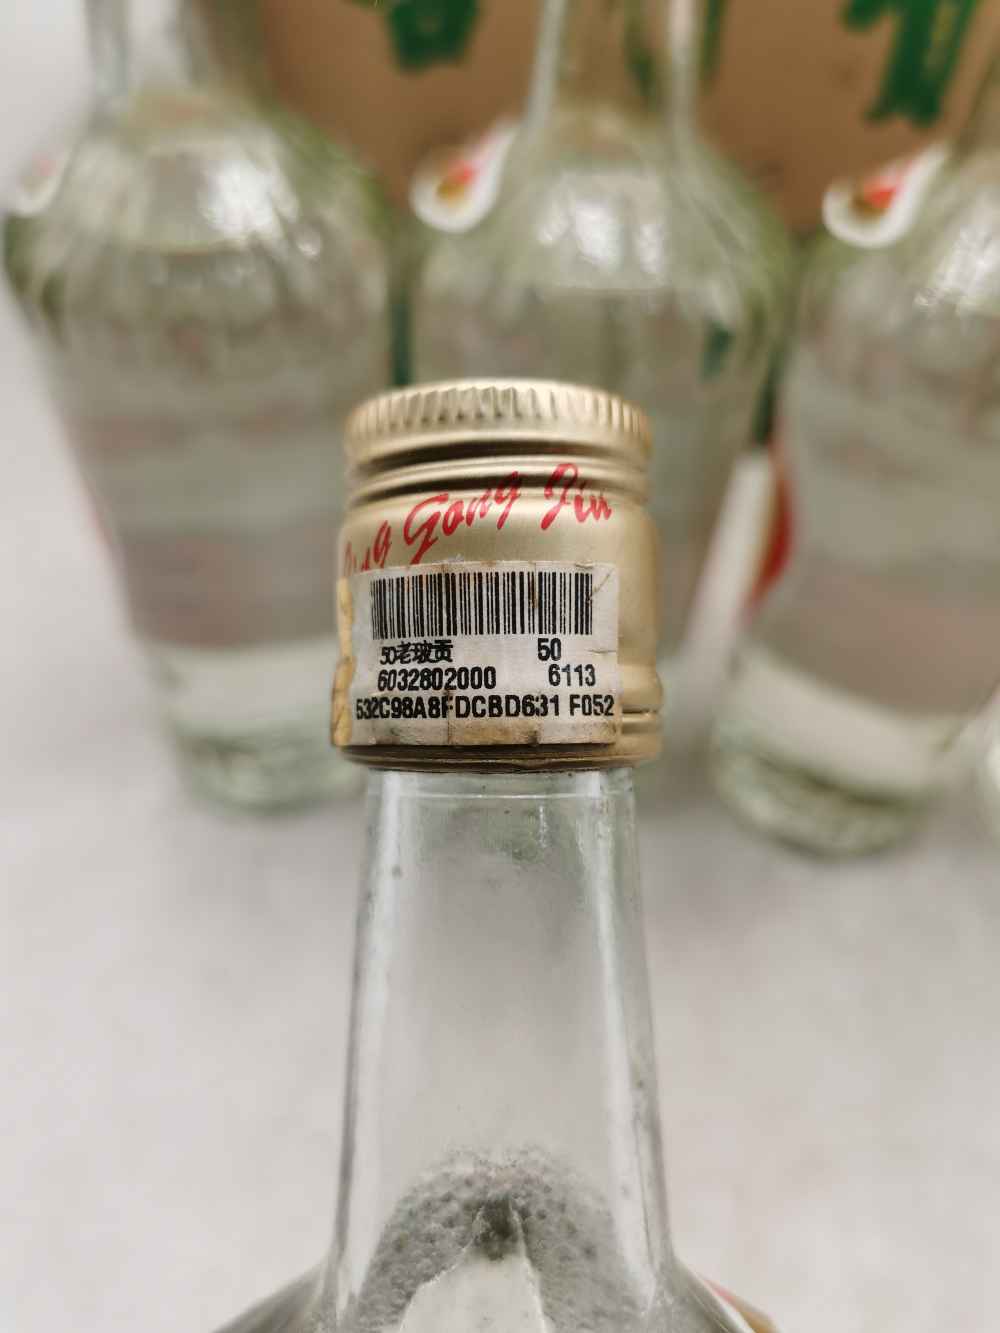 Gong Jiu
50老玻贡 50
6032802000 6113
532C98A8FDCBD631 F052